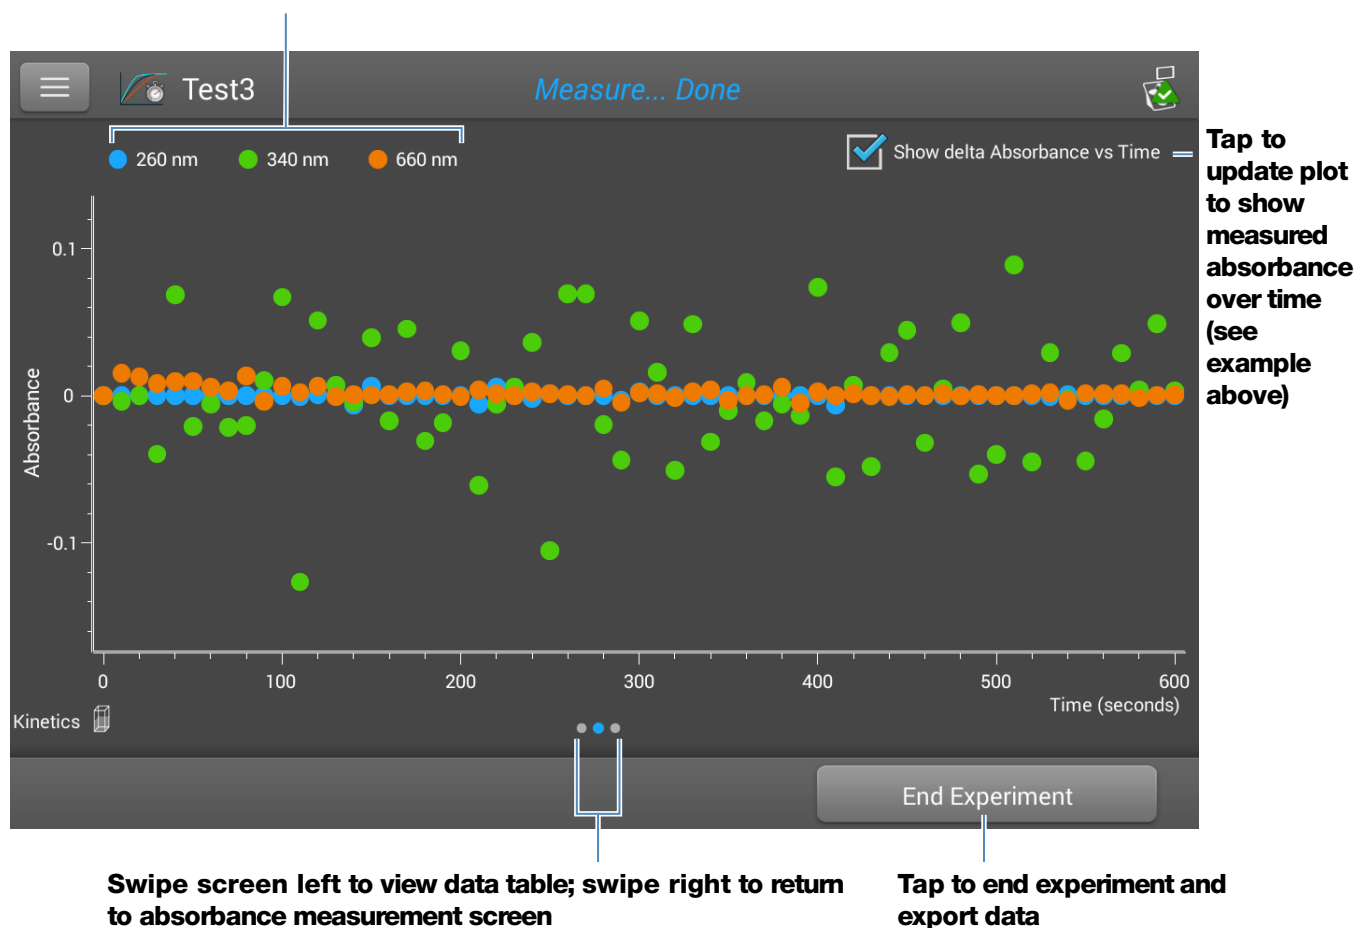 Test3
Measure... Done
260 nm 340 nm 660 nm
Show delta Absorbance vs Time
Tap to
update plot
to show
measured
absorbance
over time
(see
example
above)
0.1
0
-0.1
Absorbance
0 100 200 300 400 500 600
Time (seconds)
Kinetics
End Experiment
Swipe screen left to view data table; swipe right to return
to absorbance measurement screen
Tap to end experiment and
export data